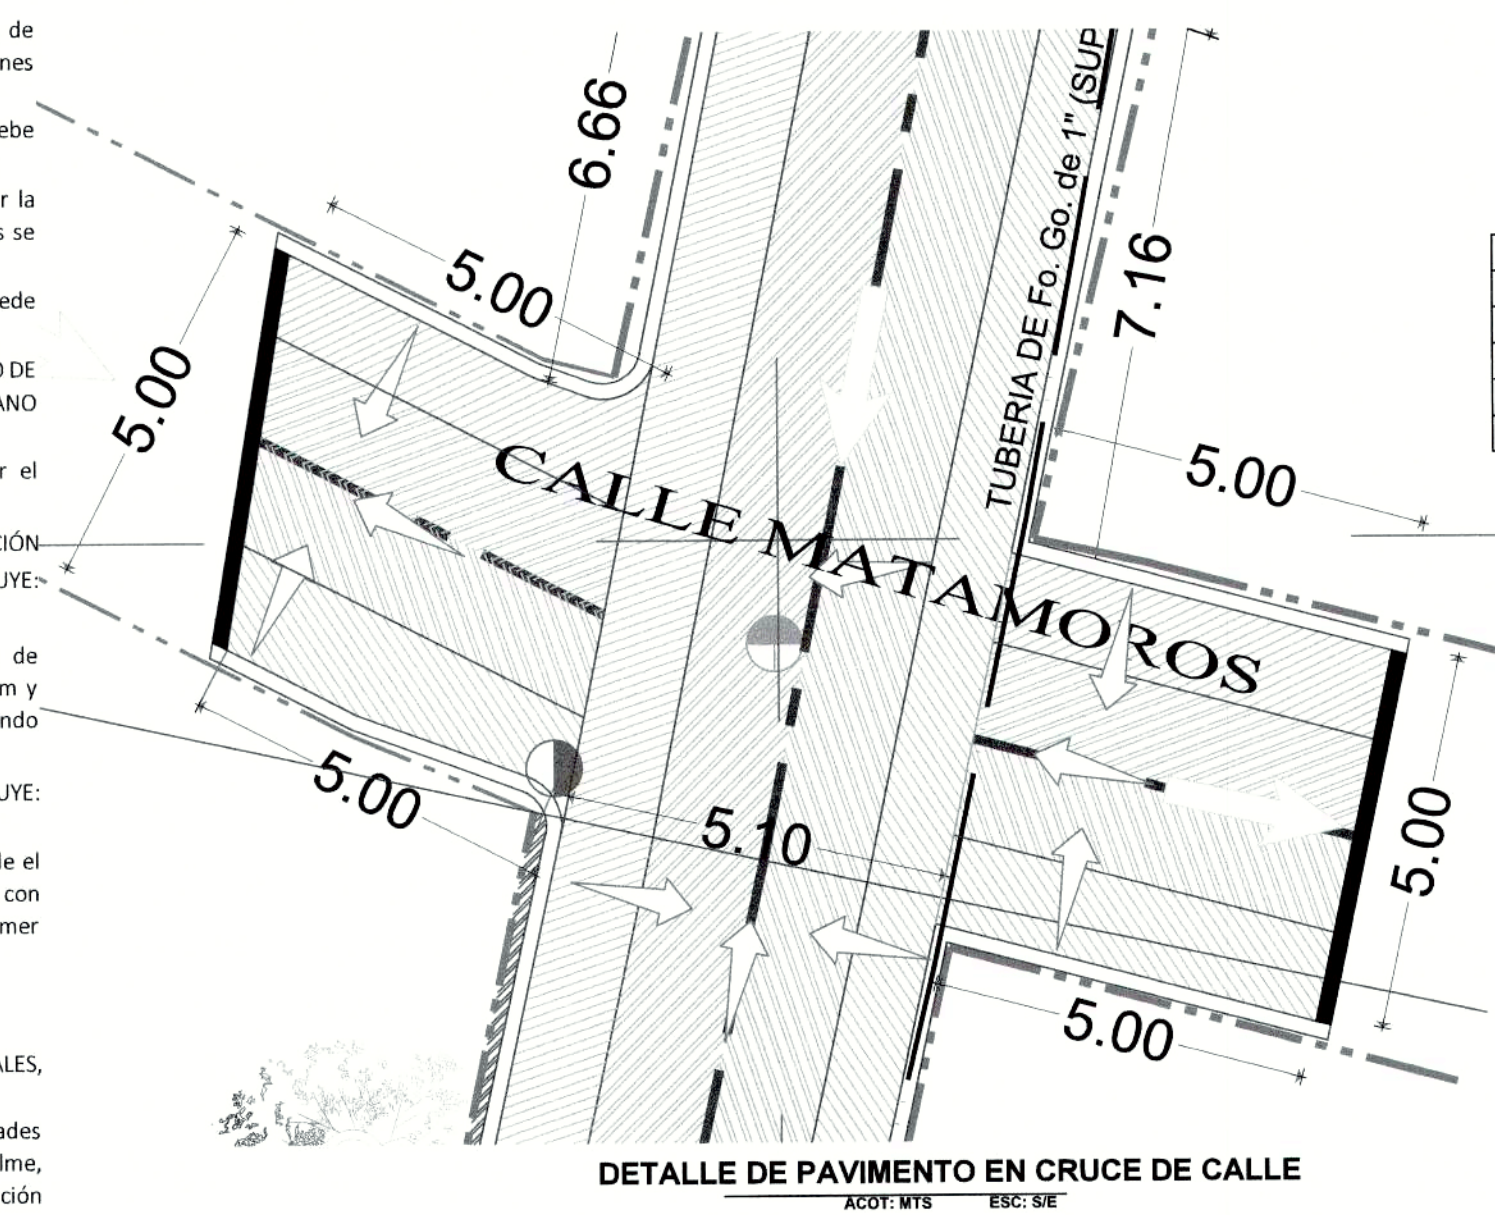 de
nes
ebe
r la
s se
ede
O DE
ANO
r el
CIÓN
UYE:
de
m y
ndo
UYE:
de el
con
mer
ALES,
ades
lme,
ción
6.66
5.00
5.00
7.16
TUBERIA DE Fo. Go. de 1" (SUP
5.00
CALLE MATAMOROS
5.00
5.10
5.00
5.00
DETALLE DE PAVIMENTO EN CRUCE DE CALLE
ACOT: MTS ESC: S/E